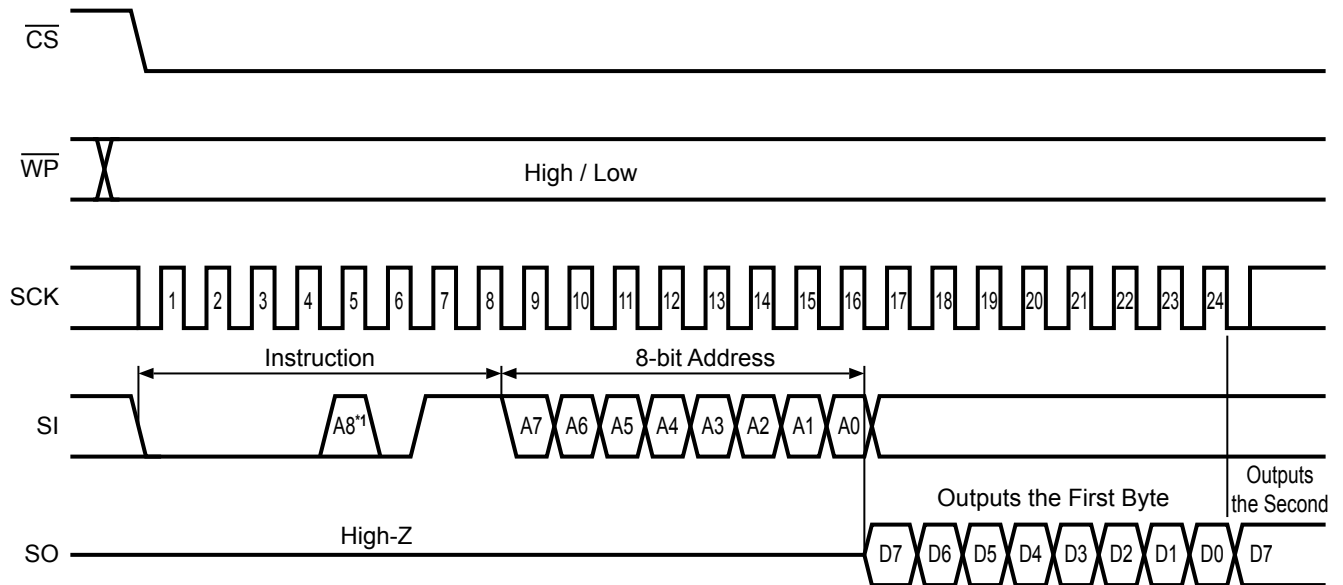 CS
WP
High / Low
SCK
1 2 3 4 5 6 7 8 9 10 11 12 13 14 15 16 17 18 19 20 21 22 23 24
Instruction
8-bit Address
SI
A8*1
A7 A6 A5 A4 A3 A2 A1 A0
Outputs the First Byte
Outputs
the Second
High-Z
SO
D7 D6 D5 D4 D3 D2 D1 D0 D7